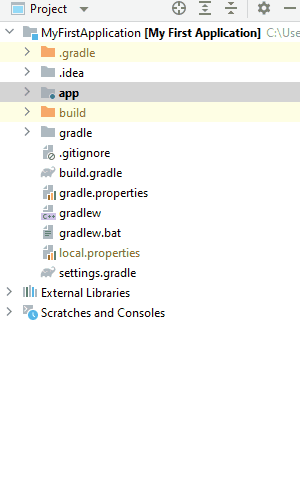 Project
MyFirstApplication [My First Application] C:\Use
.gradle
.idea
app
build
gradle
.gitignore
build.gradle
gradle.properties
gradlew
gradlew.bat
local.properties
settings.gradle
External Libraries
Scratches and Consoles